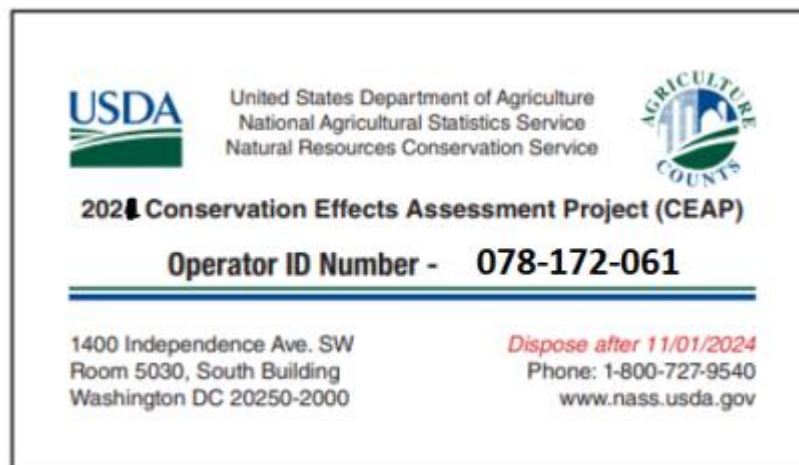 USDA
United States Department of Agriculture
National Agricultural Statistics Service
Natural Resources Conservation Service
AGRICULTURE
COUNTS
Conservation Effects Assessment Project (CEAP)
Operator ID Number - 078-172-061
1400 Independence Ave. SW
Room 5030, South Building
Washington DC 20250-2000
Dispose after 11/01/2024
Phone: 1-800-727-9540
www.nass.usda.gov